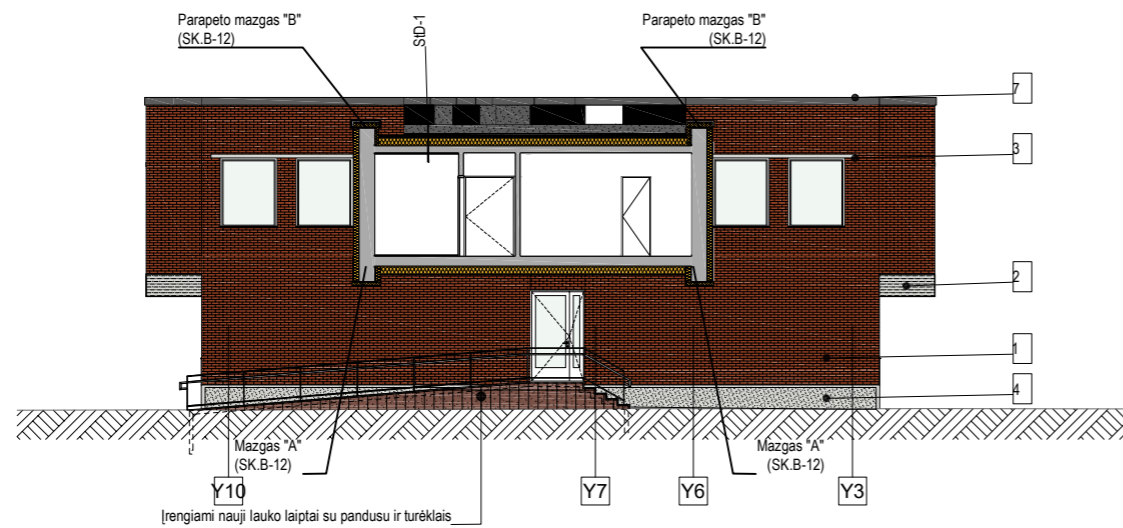 Parapeto mazgas "B"
(SK.B-12)
StD-1
Parapeto mazgas "B"
(SK.B-12)
7
3
2
1
4
Mazgas "A"
(SK.B-12)
Mazgas "A"
(SK.B-12)
Y10
Y7
Y6
Y3
Įrengiami nauji lauko laiptai su pandusu ir turėklais